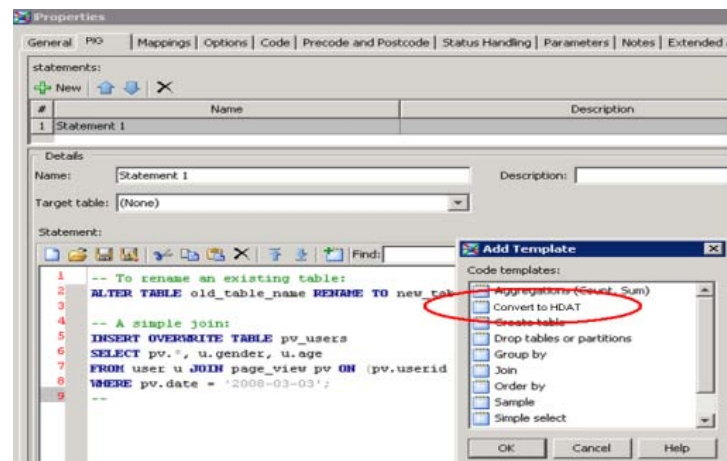 Properties
General PIG Mappings Options Code Precode and Postcode Status Handling Parameters Notes Extended
statements:
New
# Name Description
1 Statement 1
Details
Name: Statement 1 Description:
Target table: (None)
Statement:
Find:
1 -- To rename an existing table:
2 ALTER TABLE old_table_name RENAME TO new_tab
3
4 -- A simple join:
5 INSERT OVERWRITE TABLE pv_users
6 SELECT pv.*, u.gender, u.age
7 FROM user u JOIN page_view pv ON (pv.userid
8 WHERE pv.date = '2008-03-03';
9 --
Add Template
Code templates:
Aggregations (Count, Sum)
Convert to HDAT
Create table
Drop tables or partitions
Group by
Join
Order by
Sample
Simple select
OK Cancel Help